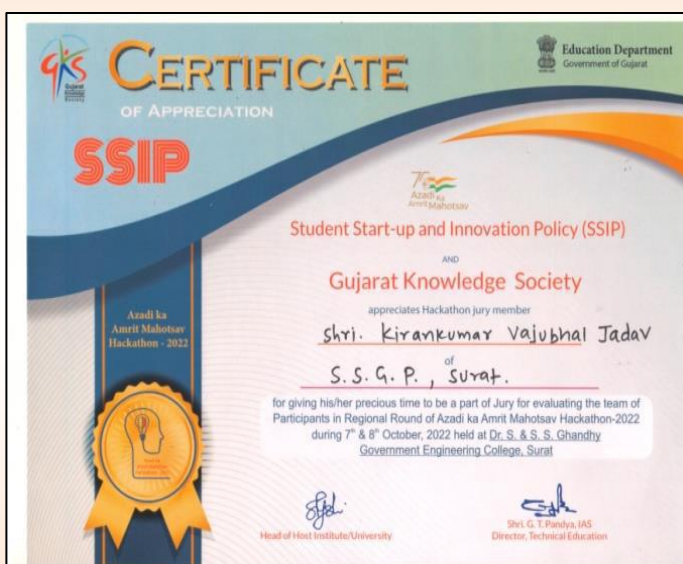 GKS
Gujarat
Knowledge
Society
CERTIFICATE
OF APPRECIATION
SSIP
Education Department
Government of Gujarat
Azadi Ka
Amrit Mahotsav
Student Start-up and Innovation Policy (SSIP)
AND
Gujarat Knowledge Society
appreciates Hackathon jury member
Shri. Kirankumar Vajubhai Jadav
of
S. S. G. P., Surat.
for giving his/her precious time to be a part of Jury for evaluating the team of
Participants in Regional Round of Azadi ka Amrit Mahotsav Hackathon-2022
during 7th & 8th October, 2022 held at Dr. S. & S. S. Ghandhy
Government Engineering College, Surat
Azadi ka
Amrit Mahotsav
Hackathon - 2022
Head of Host Institute/University
Shri. G. T. Pandya, IAS
Director, Technical Education